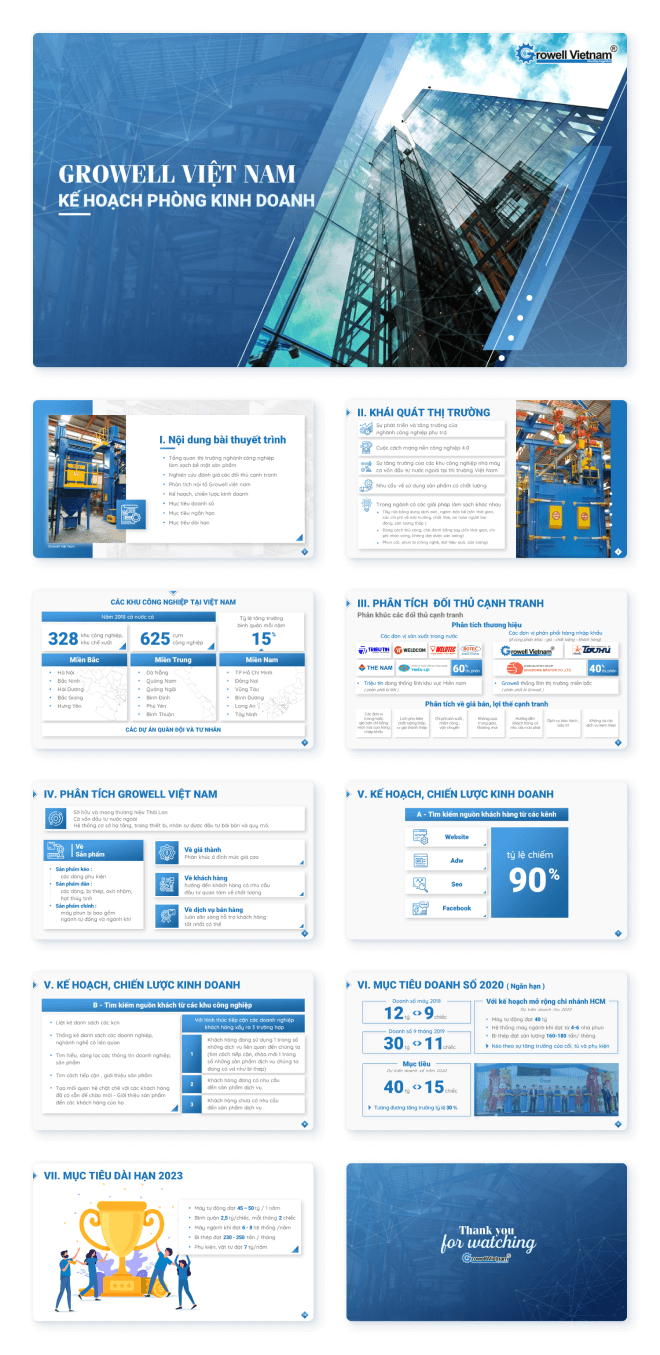 Growell Vietnam®
GROWELL VIỆT NAM
KẾ HOẠCH PHÒNG KINH DOANH
I. Nội dung bài thuyết trình
Tổng quan thị trường ngành công nghiệp
làm sạch bề mặt sản phẩm
Nghiên cứu đánh giá các đối thủ cạnh tranh
Phân tích nội tố Growell việt nam
Kế hoạch, chiến lược kinh doanh
Mục tiêu doanh số
Mục tiêu ngắn hạn
Mục tiêu dài hạn
Growell Việt Nam
II. KHÁI QUÁT THỊ TRƯỜNG
Sự phát triển và tăng trưởng của
nghành công nghiệp phụ trợ
Cuộc cách mạng nền công nghiệp 4.0
Sự tăng trưởng của các khu công nghiệp nhà máy
có vốn đầu tư nước ngoài tại thị trường Việt Nam
Nhu cầu về sử dụng sản phẩm có chất lượng
Trong ngành có các giải pháp làm sạch khác nhau
CÁC KHU CÔNG NGHIỆP TẠI VIỆT NAM
Năm 2018 cả nước có
328 khu công nghiệp,
khu chế xuất
625 cụm
công nghiệp
Tỷ lệ tăng trưởng
bình quân mỗi năm
15%
Miền Bắc
Hà Nội
Bắc Ninh
Hải Dương
Bắc Giang
Hưng Yên
Miền Trung
Đà Nẵng
Quảng Nam
Quảng Ngãi
Bình Định
Phú Yên
Bình Thuận
Miền Nam
TP Hồ Chí Minh
Đồng Nai
Vũng Tàu
Bình Dương
Long An
Tây Ninh
CÁC DỰ ÁN QUÂN ĐỘI VÀ TƯ NHÂN
III. PHÂN TÍCH ĐỐI THỦ CẠNH TRANH
Phân khúc các đối thủ cạnh tranh
Phân tích thương hiệu
Các đơn vị sản xuất trong nước
Các đơn vị phân phối hàng nhập khẩu
WELDCOM
THE NAM
60%
Growell Vietnam®
40%
Triệu tín đang thống lĩnh khu vực Miền Nam
Growell thống lĩnh thị trường miền bắc
Phân tích về giá bán, lợi thế cạnh tranh
IV. PHÂN TÍCH GROWELL VIỆT NAM
Sở hữu và mang thương hiệu Thái Lan
Có vốn đầu tư nước ngoài
Hệ thống cơ sở hạ tầng, trang thiết bị, nhân sự được đầu tư bài bản và quy mô.
Về
Sản phẩm
Sản phẩm kéo :
các dòng phụ kiện
Sản phẩm dẫn :
các dòng, bi thép, oxit nhôm,
hạt thủy tinh
Sản phẩm chính :
máy phun bi bao gồm
ngành tự động và ngành khí
Về giá thành
Phân khúc ở định mức giá cao
Về khách hàng
hướng đến khách hàng có nhu cầu
đầu tư quan tâm về chất lượng
Về dịch vụ bán hàng
luôn sẵn sàng hỗ trợ khách hàng
tốt nhất có thể
V. KẾ HOẠCH, CHIẾN LƯỢC KINH DOANH
A - Tìm kiếm nguồn khách hàng từ các kênh
Website
Adw
Seo
Facebook
tỷ lệ chiếm
90%
V. KẾ HOẠCH, CHIẾN LƯỢC KINH DOANH
B - Tìm kiếm nguồn khách hàng từ các khu công nghiệp
Liệt kê danh sách các kcn
Thống kê danh sách các doanh nghiệp,
nghành nghề có liên quan
Tìm hiểu, sàng lọc các thông tin doanh nghiệp,
sản phẩm
Tìm cách tiếp cận , giới thiệu sản phẩm
Tạo mối quan hệ chặt chẽ với các khách hàng
đã có sẵn để chào mời - Giới thiệu sản phẩm
đến các khách hàng của họ
Với hình thức tiếp cận các doanh nghiệp
khách hàng xẩy ra 3 trường hợp
1
Khách hàng đang sử dụng 1 trong số
những dịch vụ liên quan đến chúng ta
(tìm cách tiếp cận, chào mời 1 trong
số những sản phẩm dịch vụ chúng ta
đang có và như bi thép)
2
Khách hàng đang có nhu cầu
đến sản phẩm dịch vụ
3
Khách hàng chưa có nhu cầu
đến sản phẩm dịch vụ
VI. MỤC TIÊU DOANH SỐ 2020 ( Ngắn hạn )
Doanh số máy 2018
12 tỷ <> 9 chiếc
Doanh số 9 tháng 2019
30 tỷ <> 11 chiếc
Mục tiêu
Dự kiến doanh số năm 2020
40 tỷ <> 15 chiếc
Tương đương tăng trưởng tỷ lệ 30 %
Với kế hoạch mở rộng chi nhánh HCM
Dự kiến doanh thu 2020
Máy tự động đạt 40 tỷ
Hệ thống máy ngành khí đạt từ 4-6 nhà phun
Bi thép đạt sản lượng 160-180 tấn/ tháng
Kéo theo sự tăng trưởng của cối, tủ và phụ kiện
VII. MỤC TIÊU DÀI HẠN 2023
Máy tự động đạt 45 – 50 tỷ / 1 năm
Bình quân 2,5 tỷ/chiếc, mỗi tháng 2 chiếc
Máy ngành khí đạt 6 - 8 hệ thống /năm
Bi thép đạt 230 - 250 tấn / tháng
Phụ kiện, vật tư đạt 7 tỷ/năm
Thank you
for watching
GrowellVietnam®